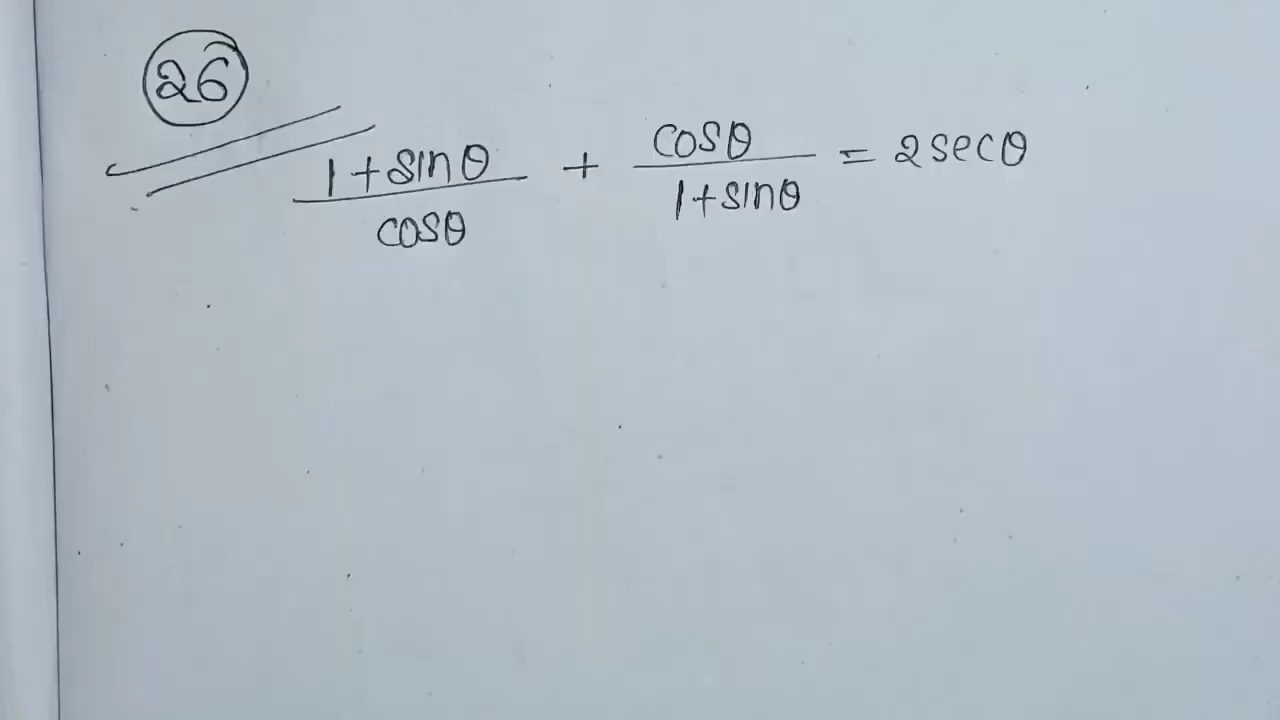 26
1+sinθ/cosθ + cosθ/1+sinθ = 2secθ